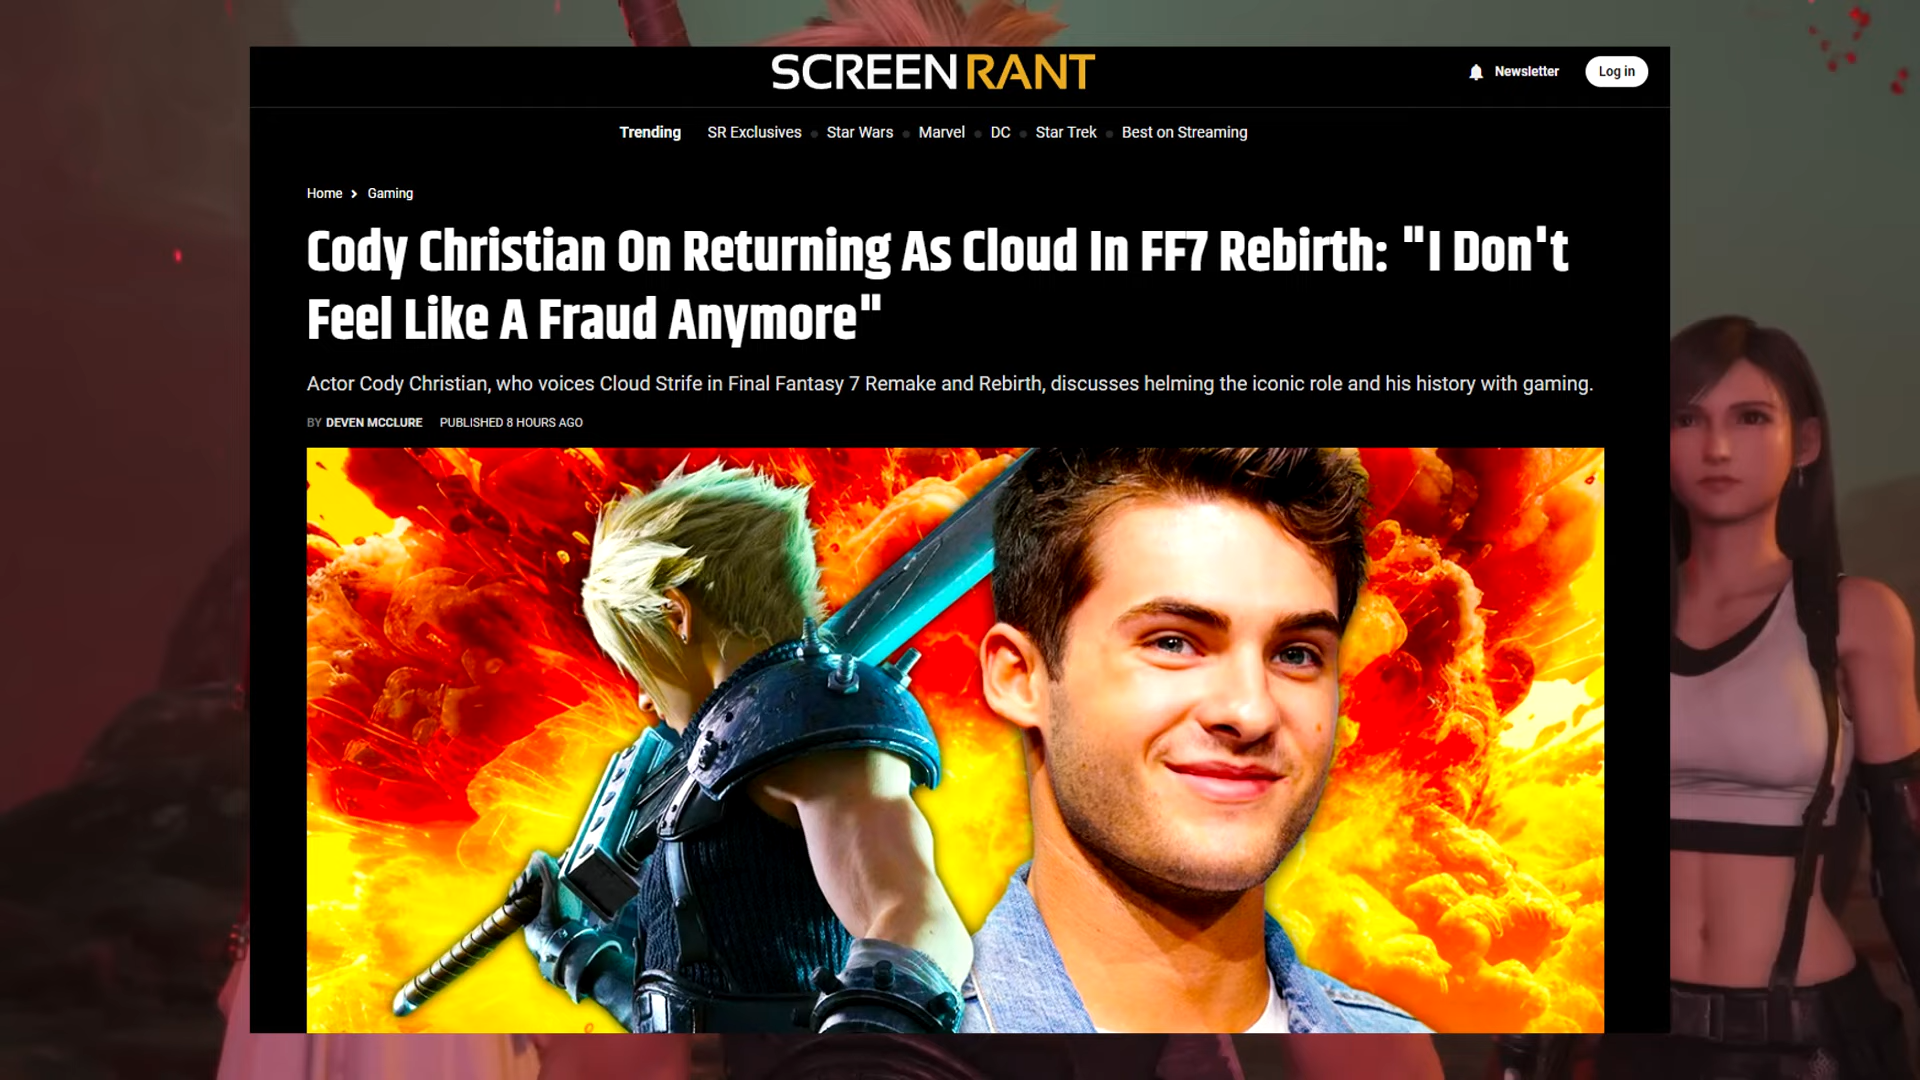 SCREENRANT
Newsletter
Log in
Trending SR Exclusives Star Wars Marvel DC Star Trek Best on Streaming
Home > Gaming
Cody Christian On Returning As Cloud In FF7 Rebirth: "I Don't
Feel Like A Fraud Anymore"
Actor Cody Christian, who voices Cloud Strife in Final Fantasy 7 Remake and Rebirth, discusses helming the iconic role and his history with gaming.
BY DEVEN MCCLURE PUBLISHED 8 HOURS AGO